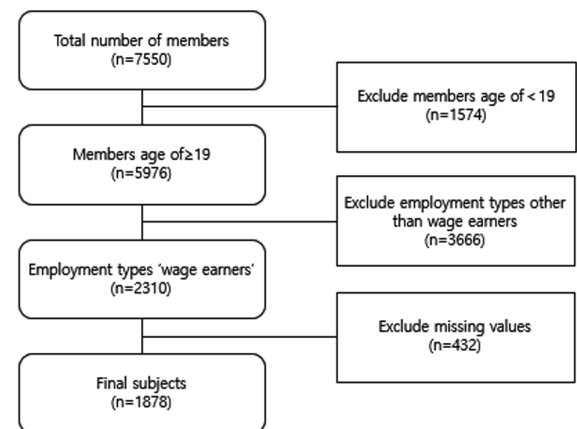 Total number of members
(n=7550)
Exclude members age of < 19
(n=1574)
Members age of≥19
(n=5976)
Exclude employment types other
than wage earners
(n=3666)
Employment types ‘wage earners’
(n=2310)
Exclude missing values
(n=432)
Final subjects
(n=1878)